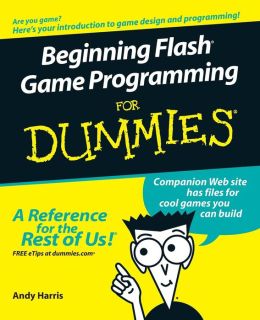 Are you game?
Here's your introduction to game design and programming!
Beginning Flash®
Game Programming
FOR
DUMMIES®
Companion Web site
has files for
cool games you
can build
A Reference
for the
Rest of Us!®
FREE eTips at dummies.com®
Andy Harris